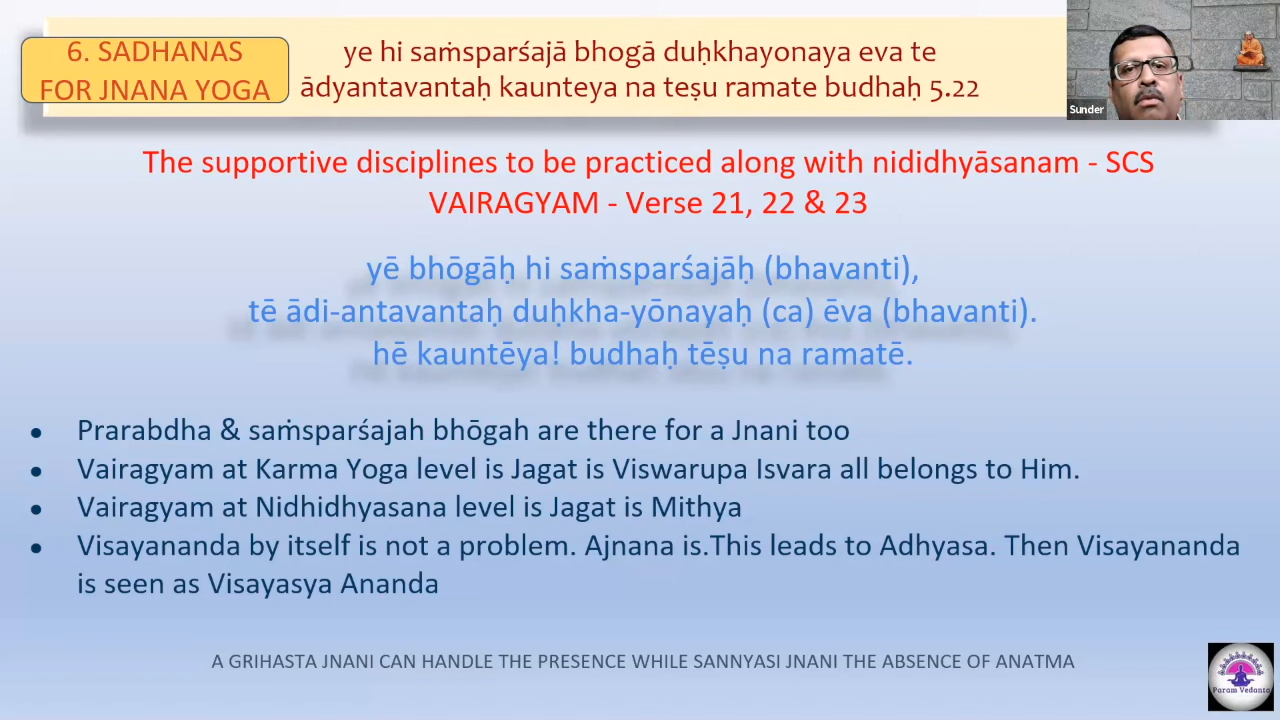 6. SADHANAS
FOR JNANA YOGA
ye hi saṁsparśajā bhogā duḥkhayonaya eva te
ādyantavantaḥ kaunteya na teṣu ramate budhaḥ 5.22
Sunder
The supportive disciplines to be practiced along with nididhyāsanam - SCS
VAIRAGYAM - Verse 21, 22 & 23
yē bhōgāḥ hi saṁsparśajāḥ (bhavanti),
tē ādi-antavantaḥ duḥkha-yōnayaḥ (ca) ēva (bhavanti).
hē kauntēya! budhaḥ tēṣu na ramatē.
• Prarabdha & saṁsparśajah bhōgah are there for a Jnani too
• Vairagyam at Karma Yoga level is Jagat is Viswarupa Isvara all belongs to Him.
• Vairagyam at Nidhidhyasana level is Jagat is Mithya
• Visayananda by itself is not a problem. Ajnana is.This leads to Adhyasa. Then Visayananda
is seen as Visayasya Ananda
A GRIHASTA JNANI CAN HANDLE THE PRESENCE WHILE SANNYASI JNANI THE ABSENCE OF ANATMA
Param Vedanta